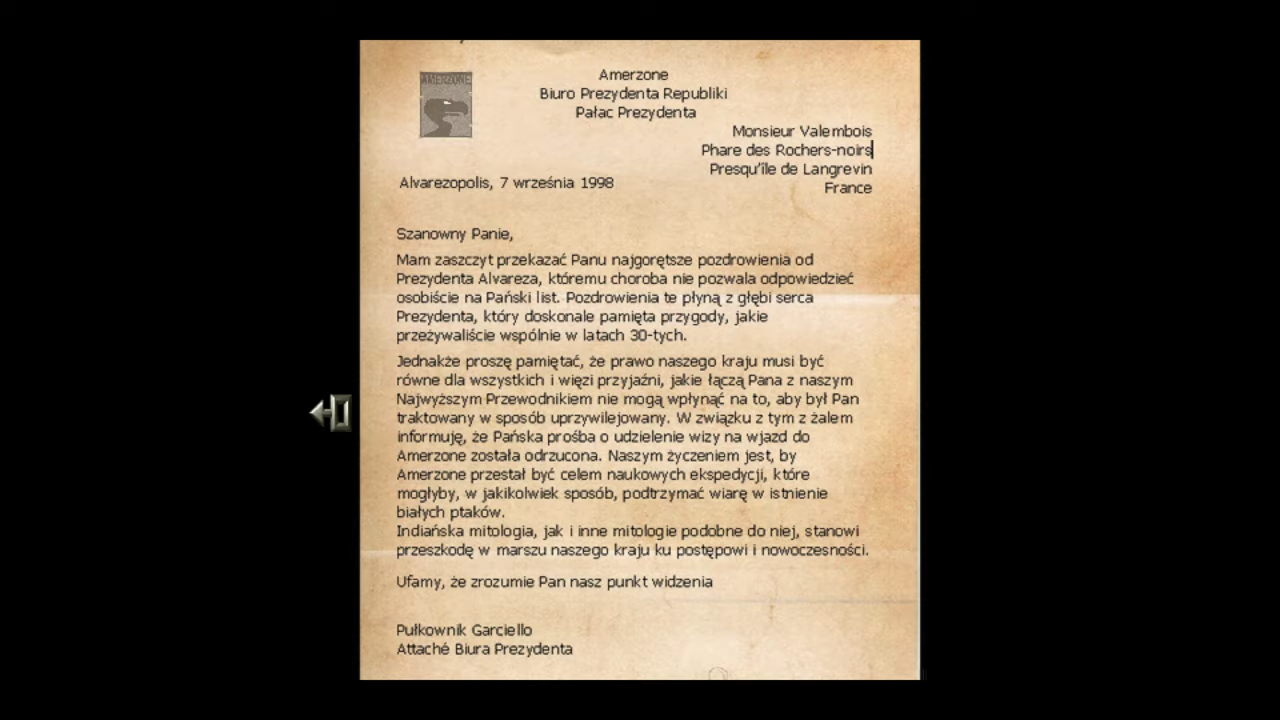 AMERZONE
Amerzone
Biuro Prezydenta Republiki
Pałac Prezydenta
Monsieur Valembois
Phare des Rochers-noirs
Presqu'île de Langrevin
France
Alvarezopolis, 7 września 1998
Szanowny Panie,
Mam zaszczyt przekazać Panu najgorętsze pozdrowienia od
Prezydenta Alvareza, któremu choroba nie pozwala odpowiedzieć
osobiście na Pański list. Pozdrowienia te płyną z głębi serca
Prezydenta, który doskonale pamięta przygody, jakie
przeżywaliście wspólnie w latach 30-tych.
Jednakże proszę pamiętać, że prawo naszego kraju musi być
równe dla wszystkich i więzi przyjaźni, jakie łączą Pana z naszym
Najwyższym Przewodnikiem nie mogą wpłynąć na to, aby był Pan
traktowany w sposób uprzywilejowany. W związku z tym z żalem
informuję, że Pańska prośba o udzielenie wizy na wjazd do
Amerzone została odrzucona. Naszym życzeniem jest, by
Amerzone przestał być celem naukowych ekspedycji, które
mogłyby, w jakikolwiek sposób, podtrzymać wiarę w istnienie
białych ptaków.
Indiańska mitologia, jak i inne mitologie podobne do niej, stanowi
przeszkodę w marszu naszego kraju ku postępowi i nowoczesności.
Ufamy, że zrozumie Pan nasz punkt widzenia
Pułkownik Garciello
Attaché Biura Prezydenta